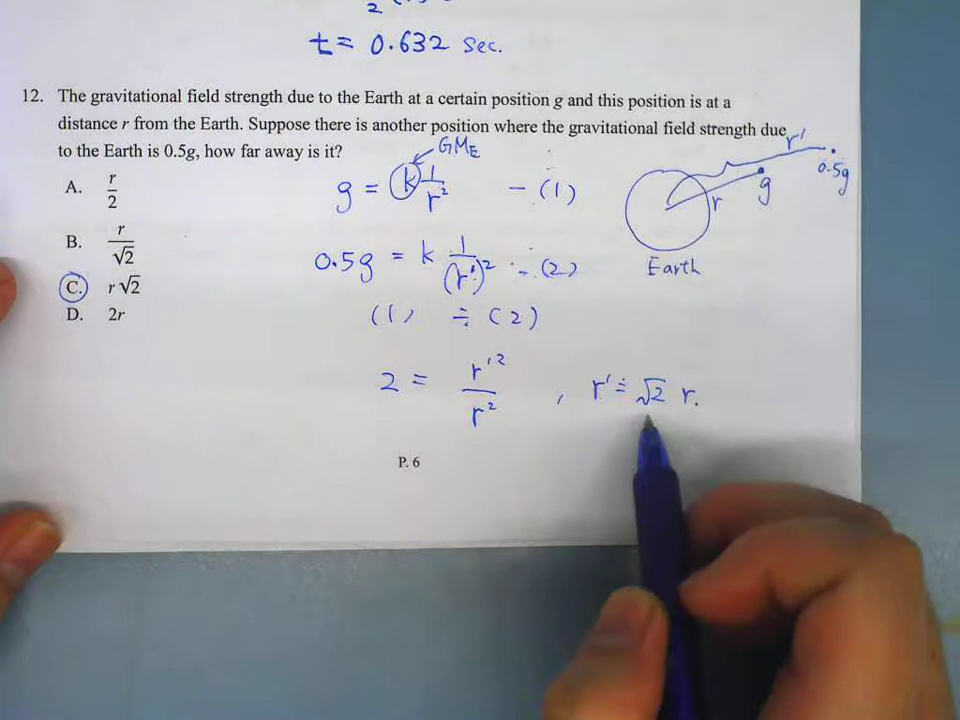 2
t = 0.632 sec.
12. The gravitational field strength due to the Earth at a certain position g and this position is at a
distance r from the Earth. Suppose there is another position where the gravitational field strength due
to the Earth is 0.5g, how far away is it?
GME
r'
0.5g
A. r/2
g = k 1/r² - (1)
g
r
B. r/√2
0.5g = k 1/(r')² - (2)
Earth
C. r√2
D. 2r
(1) ÷ (2)
2 = r'²/r² , r' = √2 r.
P. 6